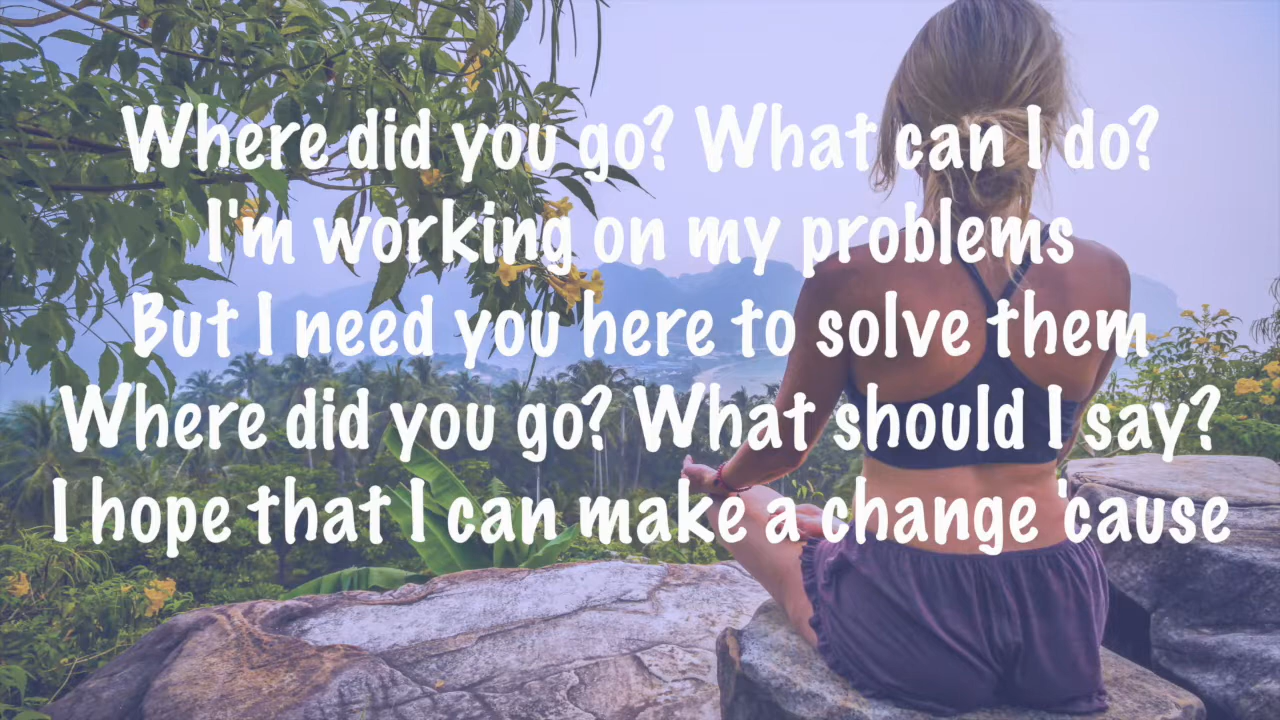 Where did you go? What can I do?
I'm working on my problems
But I need you here to solve them
Where did you go? What should I say?
I hope that I can make a change 'cause